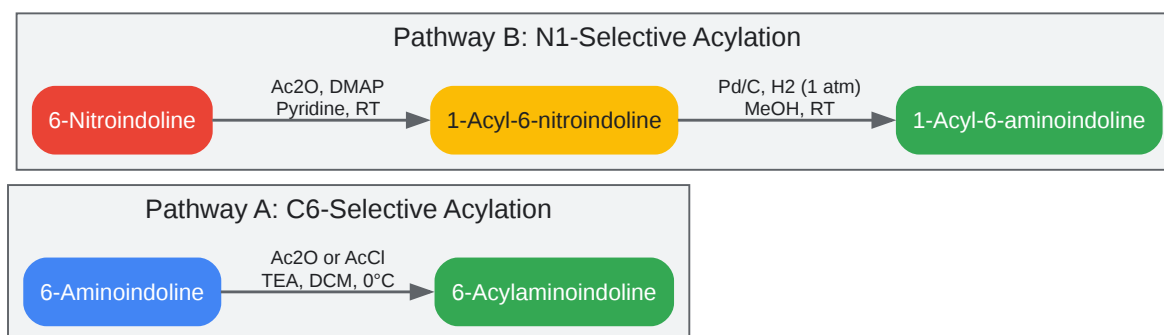 Pathway B: N1-Selective Acylation
6-Nitroindoline
Ac2O, DMAP
Pyridine, RT
1-Acyl-6-nitroindoline
Pd/C, H2 (1 atm)
MeOH, RT
1-Acyl-6-aminoindoline
Pathway A: C6-Selective Acylation
6-Aminoindoline
Ac2O or AcCl
TEA, DCM, 0°C
6-Acylaminoindoline